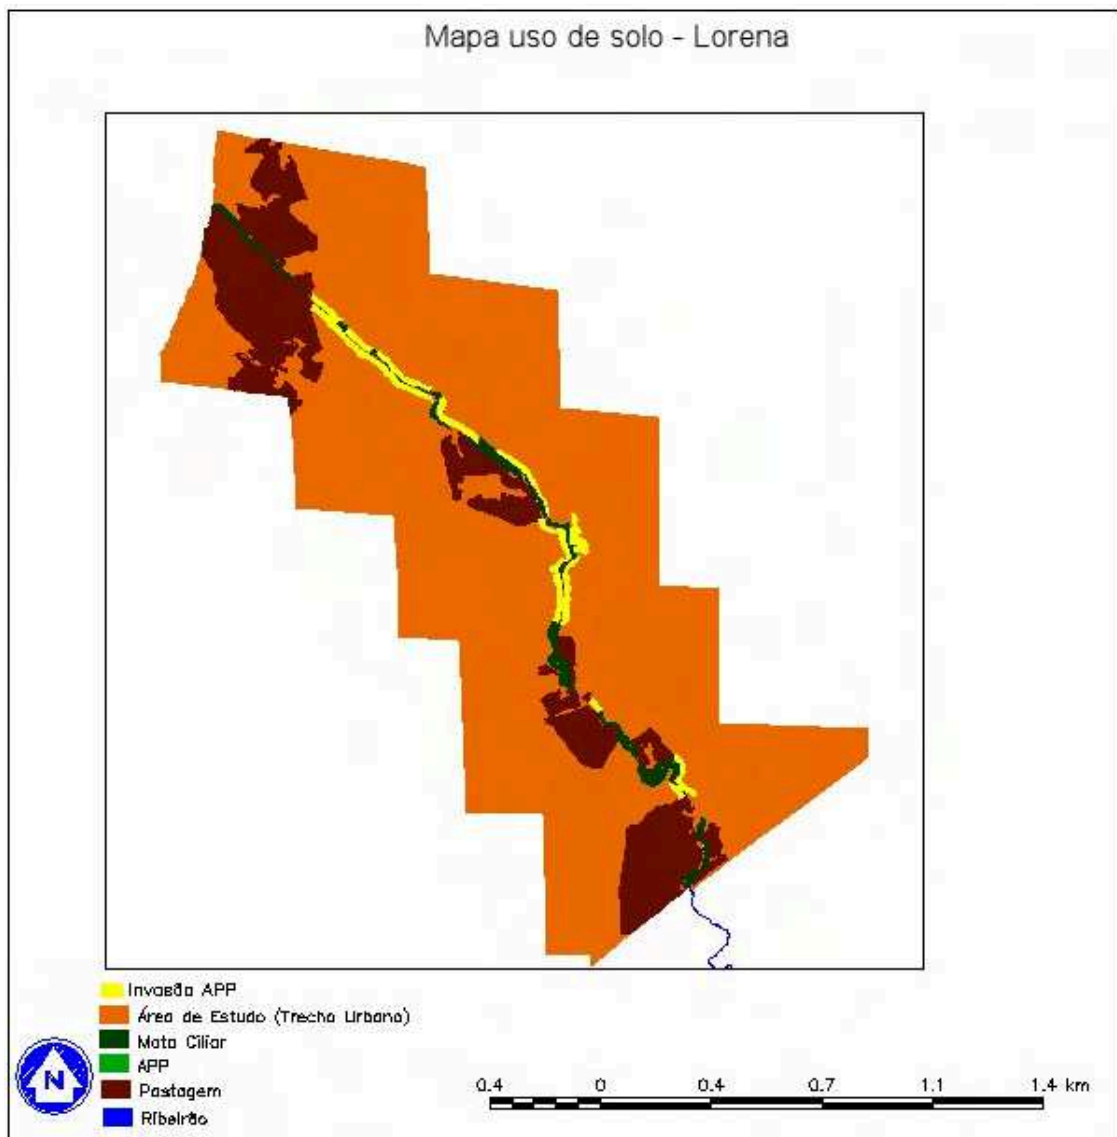 Mapa uso de solo - Lorena
Invasão APP
Área de Estudo (Trecho Urbano)
Mata Ciliar
APP
Pastagem
Ribeirão
N
0.4 0 0.4 0.7 1.1 1.4 km